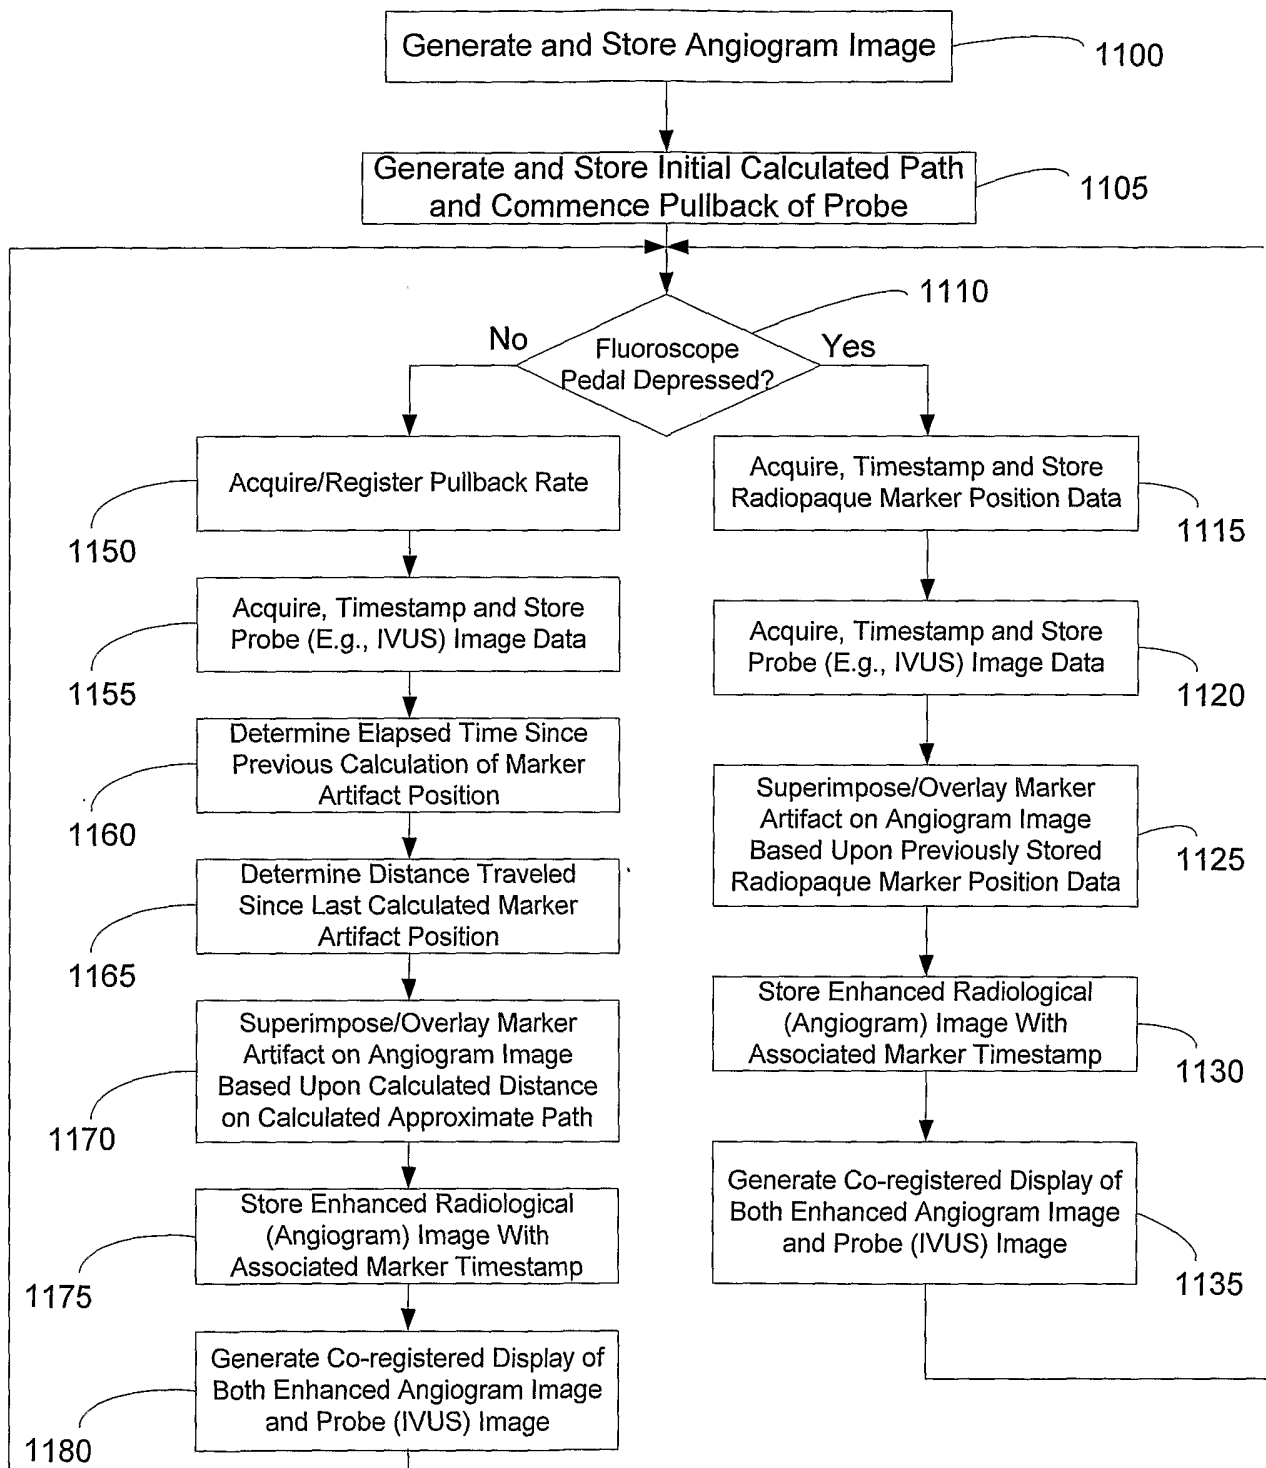 Generate and Store Angiogram Image
1100
Generate and Store Initial Calculated Path
and Commence Pullback of Probe
1105
1110
No
Fluoroscope
Pedal Depressed?
Yes
Acquire/Register Pullback Rate
1150
Acquire, Timestamp and Store
Probe (E.g., IVUS) Image Data
1155
Determine Elapsed Time Since
Previous Calculation of Marker
Artifact Position
1160
Determine Distance Traveled
Since Last Calculated Marker
Artifact Position
1165
Superimpose/Overlay Marker
Artifact on Angiogram Image
Based Upon Calculated Distance
on Calculated Approximate Path
1170
Store Enhanced Radiological
(Angiogram) Image With
Associated Marker Timestamp
1175
Generate Co-registered Display of
Both Enhanced Angiogram Image
and Probe (IVUS) Image
1180
Acquire, Timestamp and Store
Radiopaque Marker Position Data
1115
Acquire, Timestamp and Store
Probe (E.g., IVUS) Image Data
1120
Superimpose/Overlay Marker
Artifact on Angiogram Image
Based Upon Previously Stored
Radiopaque Marker Position Data
1125
Store Enhanced Radiological
(Angiogram) Image With
Associated Marker Timestamp
1130
Generate Co-registered Display of
Both Enhanced Angiogram Image
and Probe (IVUS) Image
1135